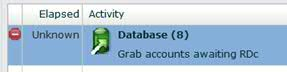 Elapsed Activity
Unknown Database (8)
Grab accounts awaiting RDc